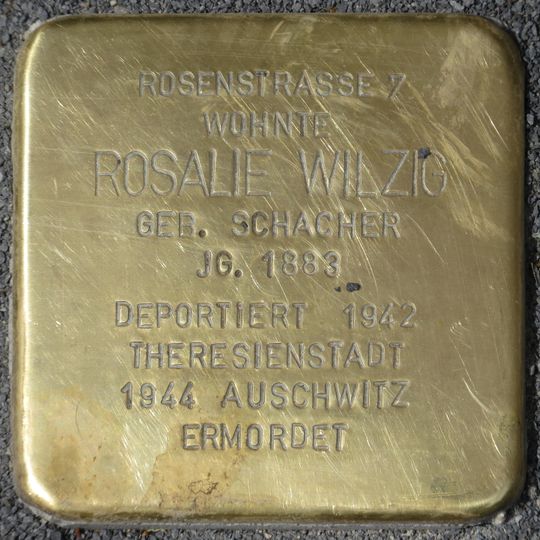 ROSENSTRASSE 7
WOHNTE
ROSALIE WILZIG
GEB. SCHACHER
JG. 1883
DEPORTIERT 1942
THERESIENSTADT
1944 AUSCHWITZ
ERMORDET